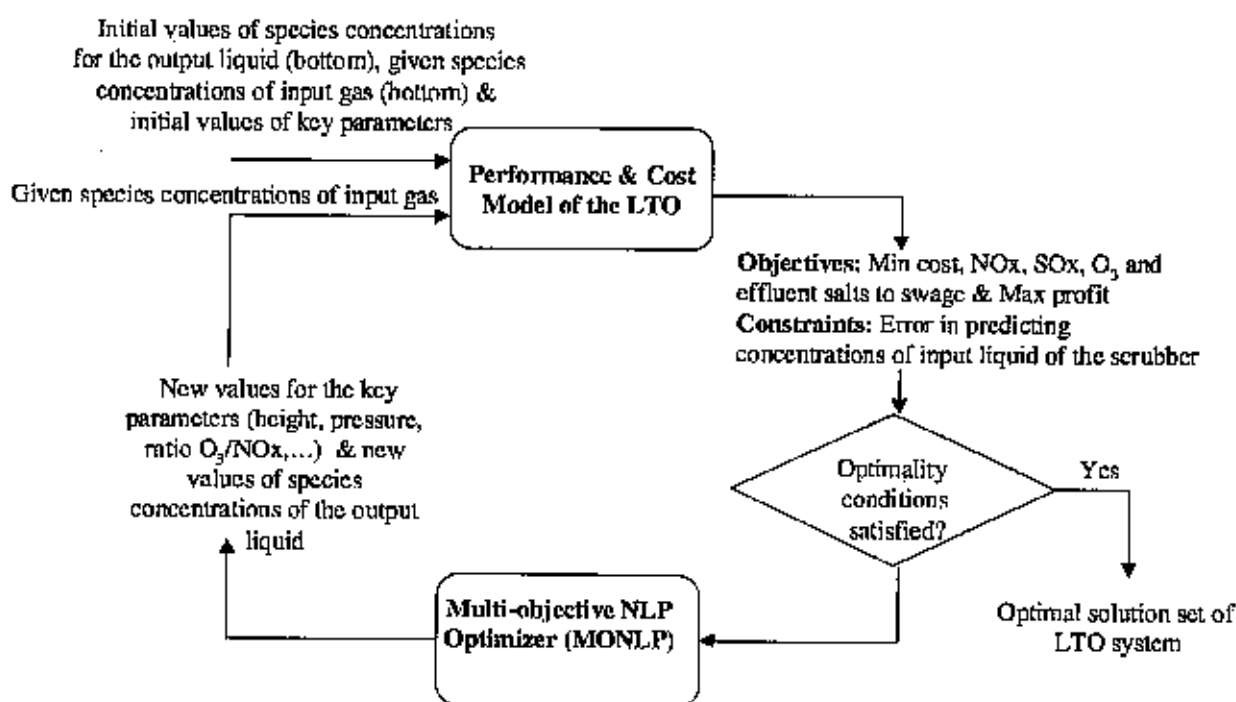 Initial values of species concentrations
for the output liquid (bottom), given species
concentrations of input gas (bottom) &
initial values of key parameters
Given species concentrations of input gas
Performance & Cost
Model of the LTO
Objectives: Min cost, NOx, SOx, O₃ and
effluent salts to swage & Max profit
Constraints: Error in predicting
concentrations of input liquid of the scrubber
New values for the key
parameters (height, pressure,
ratio O₃/NOx,...) & new
values of species
concentrations of the output
liquid
Optimality
conditions
satisfied?
Yes
Multi-objective NLP
Optimizer (MONLP)
Optimal solution set of
LTO system